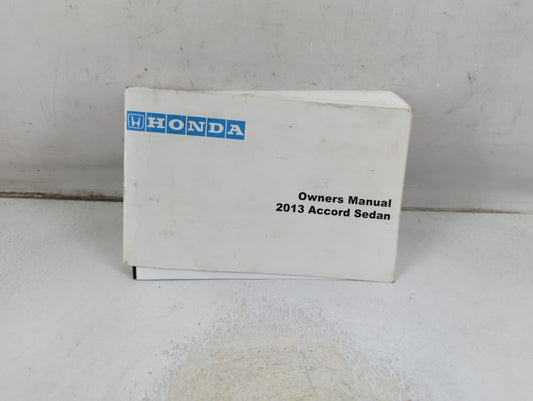 HONDA
Owners Manual
2013 Accord Sedan